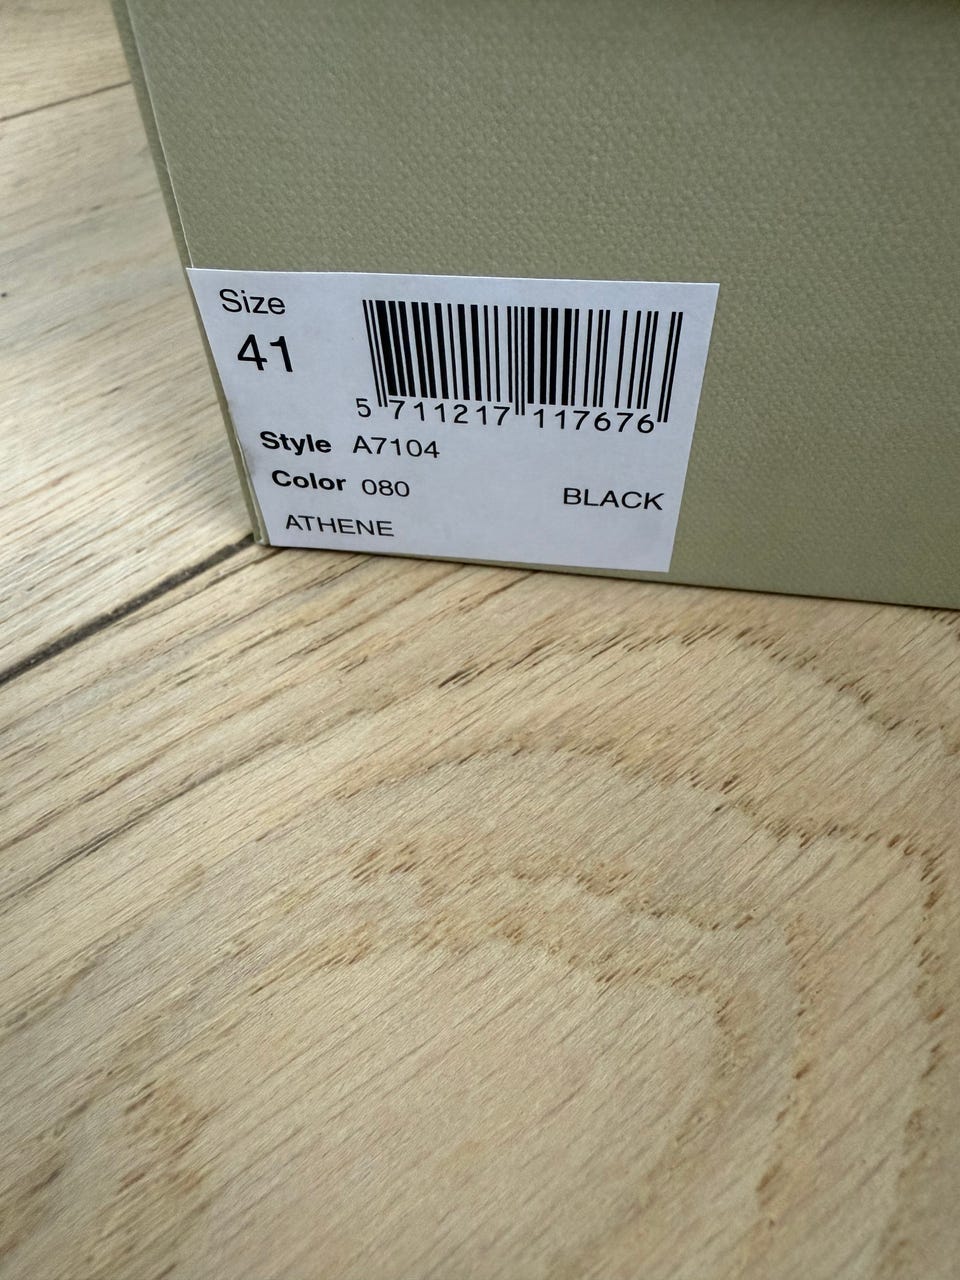 Size
41
5 711217 117676
Style A7104
Color 080 BLACK
ATHENE